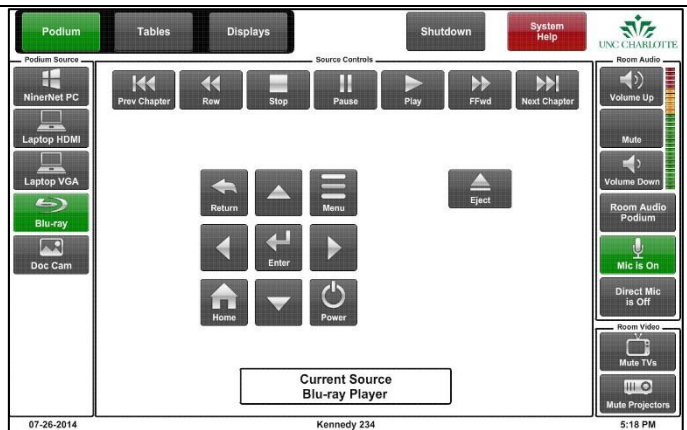 Podium
Tables
Displays
Shutdown
System
Help
UNC CHARLOTTE
Podium Source
Source Controls
Room Audio
NinerNet PC
Laptop HDMI
Laptop VGA
Blu-ray
Doc Cam
Prev Chapter
Rew
Stop
Pause
Play
FFwd
Next Chapter
Return
Menu
Eject
Enter
Home
Power
Current Source
Blu-ray Player
Volume Up
Mute
Volume Down
Room Audio
Podium
Mic is On
Direct Mic
is Off
Room Video
Mute TVs
Mute Projectors
07-26-2014
Kennedy 234
5:18 PM